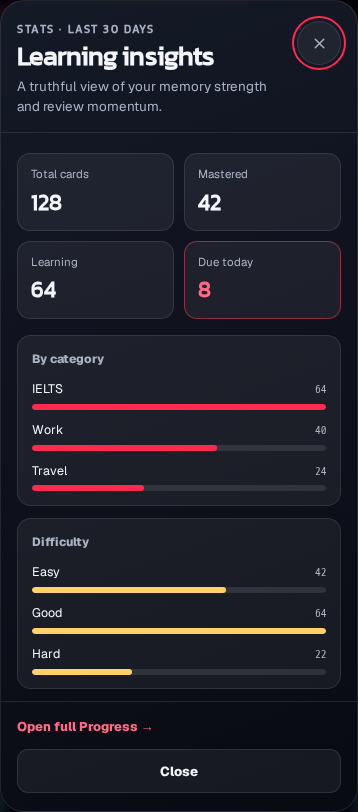 STATS · LAST 30 DAYS
Learning insights
A truthful view of your memory strength
and review momentum.
Total cards
128
Mastered
42
Learning
64
Due today
8
By category
IELTS 64
Work 40
Travel 24
Difficulty
Easy 42
Good 64
Hard 22
Open full Progress →
Close